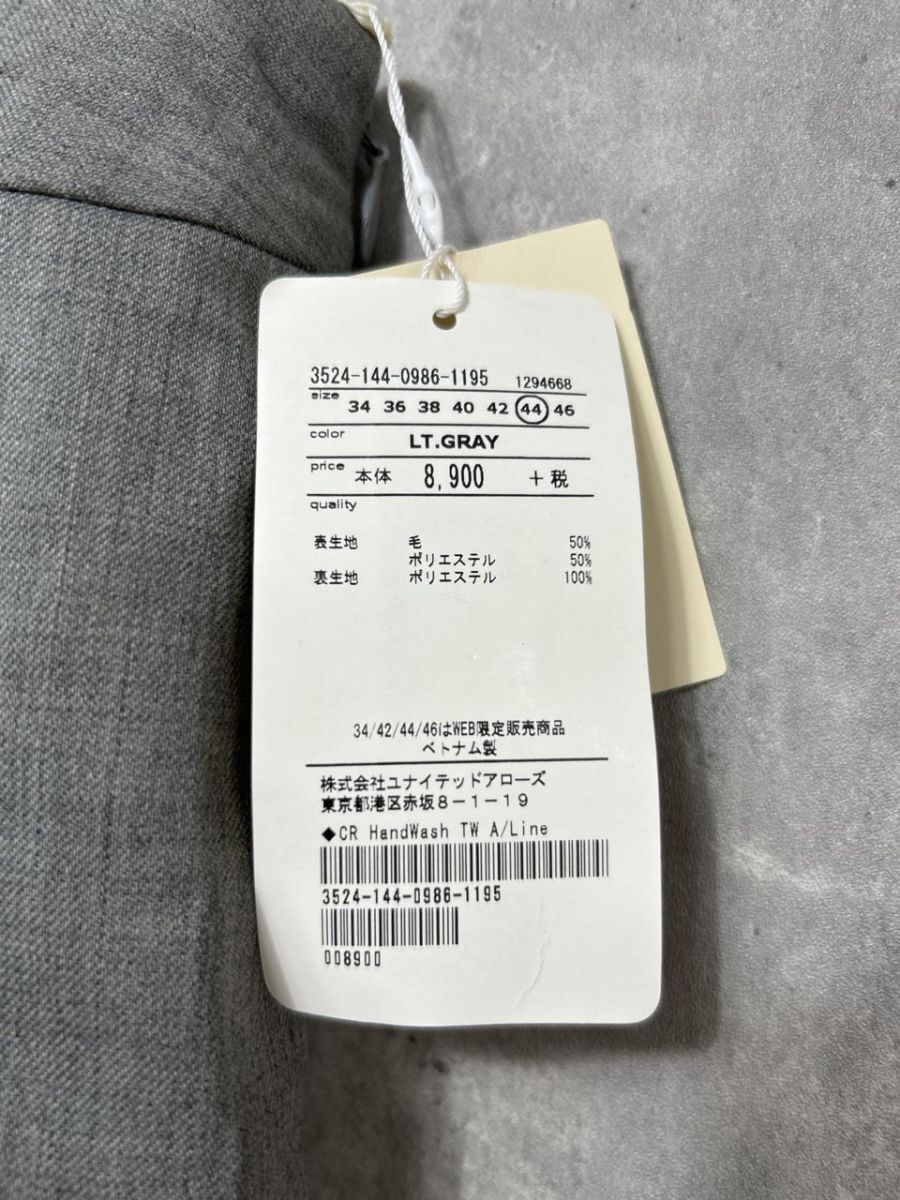 3524-144-0986-1195 1294668
size 34 36 38 40 42 44 46
color LT.GRAY
price 本体 8,900 +税
quality
表生地 毛 50%
ポリエステル 50%
裏生地 ポリエステル 100%
34/42/44/46はWEB限定販売商品
ベトナム製
株式会社ユナイテッドアローズ
東京都港区赤坂8-1-19
◆CR HandWash TW A/Line
3524-144-0986-1195
008900